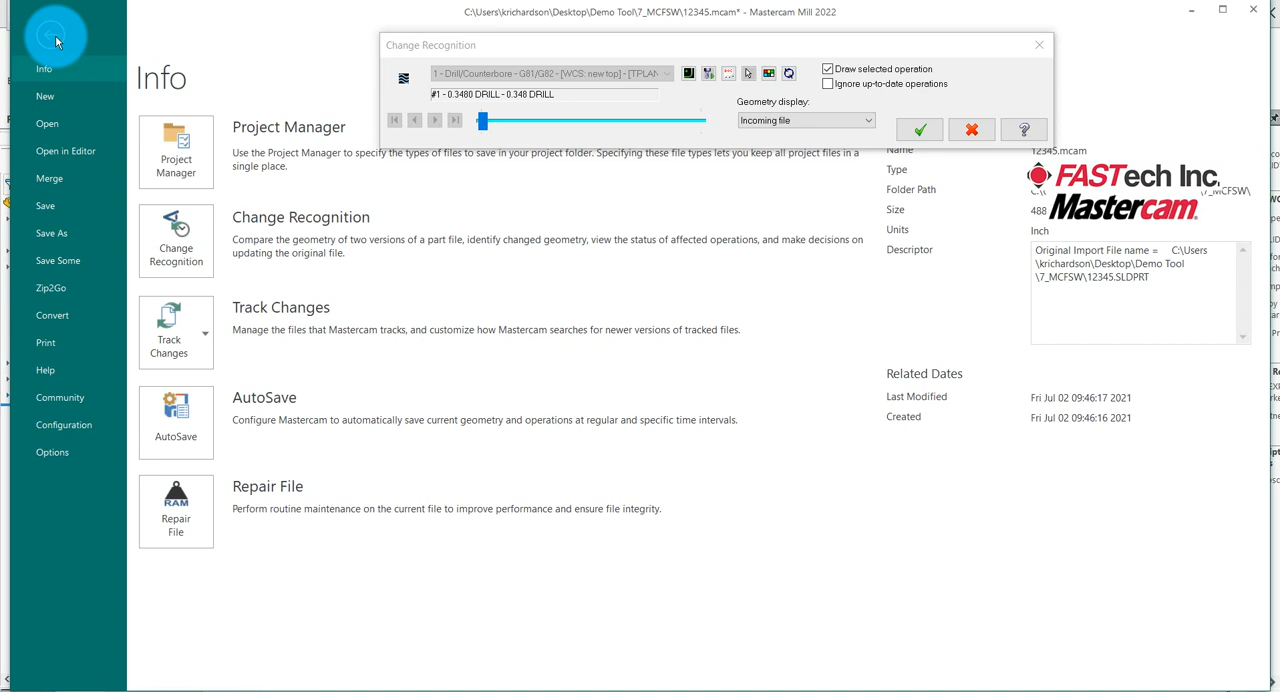 C:\Users\krichardson\Desktop\Demo Tool\7_MCFSW\12345.mcam* - Mastercam Mill 2022
Change Recognition
1 - Drill/Counterbore - G81/G82 - [WCS: new top] - [TPLAN
#1 - 0.3480 DRILL - 0.348 DRILL
Draw selected operation
Ignore up-to-date operations
Geometry display:
Incoming file
Info
New
Open
Open in Editor
Merge
Save
Save As
Save Some
Zip2Go
Convert
Print
Help
Community
Configuration
Options
Info
Project
Manager
Project Manager
Use the Project Manager to specify the types of files to save in your project folder. Specifying these file types lets you keep all project files in a
single place.
Change
Recognition
Change Recognition
Compare the geometry of two versions of a part file, identify changed geometry, view the status of affected operations, and make decisions on
updating the original file.
Track
Changes
Track Changes
Manage the files that Mastercam tracks, and customize how Mastercam searches for newer versions of tracked files.
AutoSave
AutoSave
Configure Mastercam to automatically save current geometry and operations at regular and specific time intervals.
RAM
Repair
File
Repair File
Perform routine maintenance on the current file to improve performance and ensure file integrity.
Name 12345.mcam
Type
Folder Path \7_MCFSW\
Size 488
Units Inch
Descriptor
Original Import File name = C:\Users
\krichardson\Desktop\Demo Tool
\7_MCFSW\12345.SLDPRT
FASTech Inc.
Mastercam.
Related Dates
Last Modified Fri Jul 02 09:46:17 2021
Created Fri Jul 02 09:46:16 2021